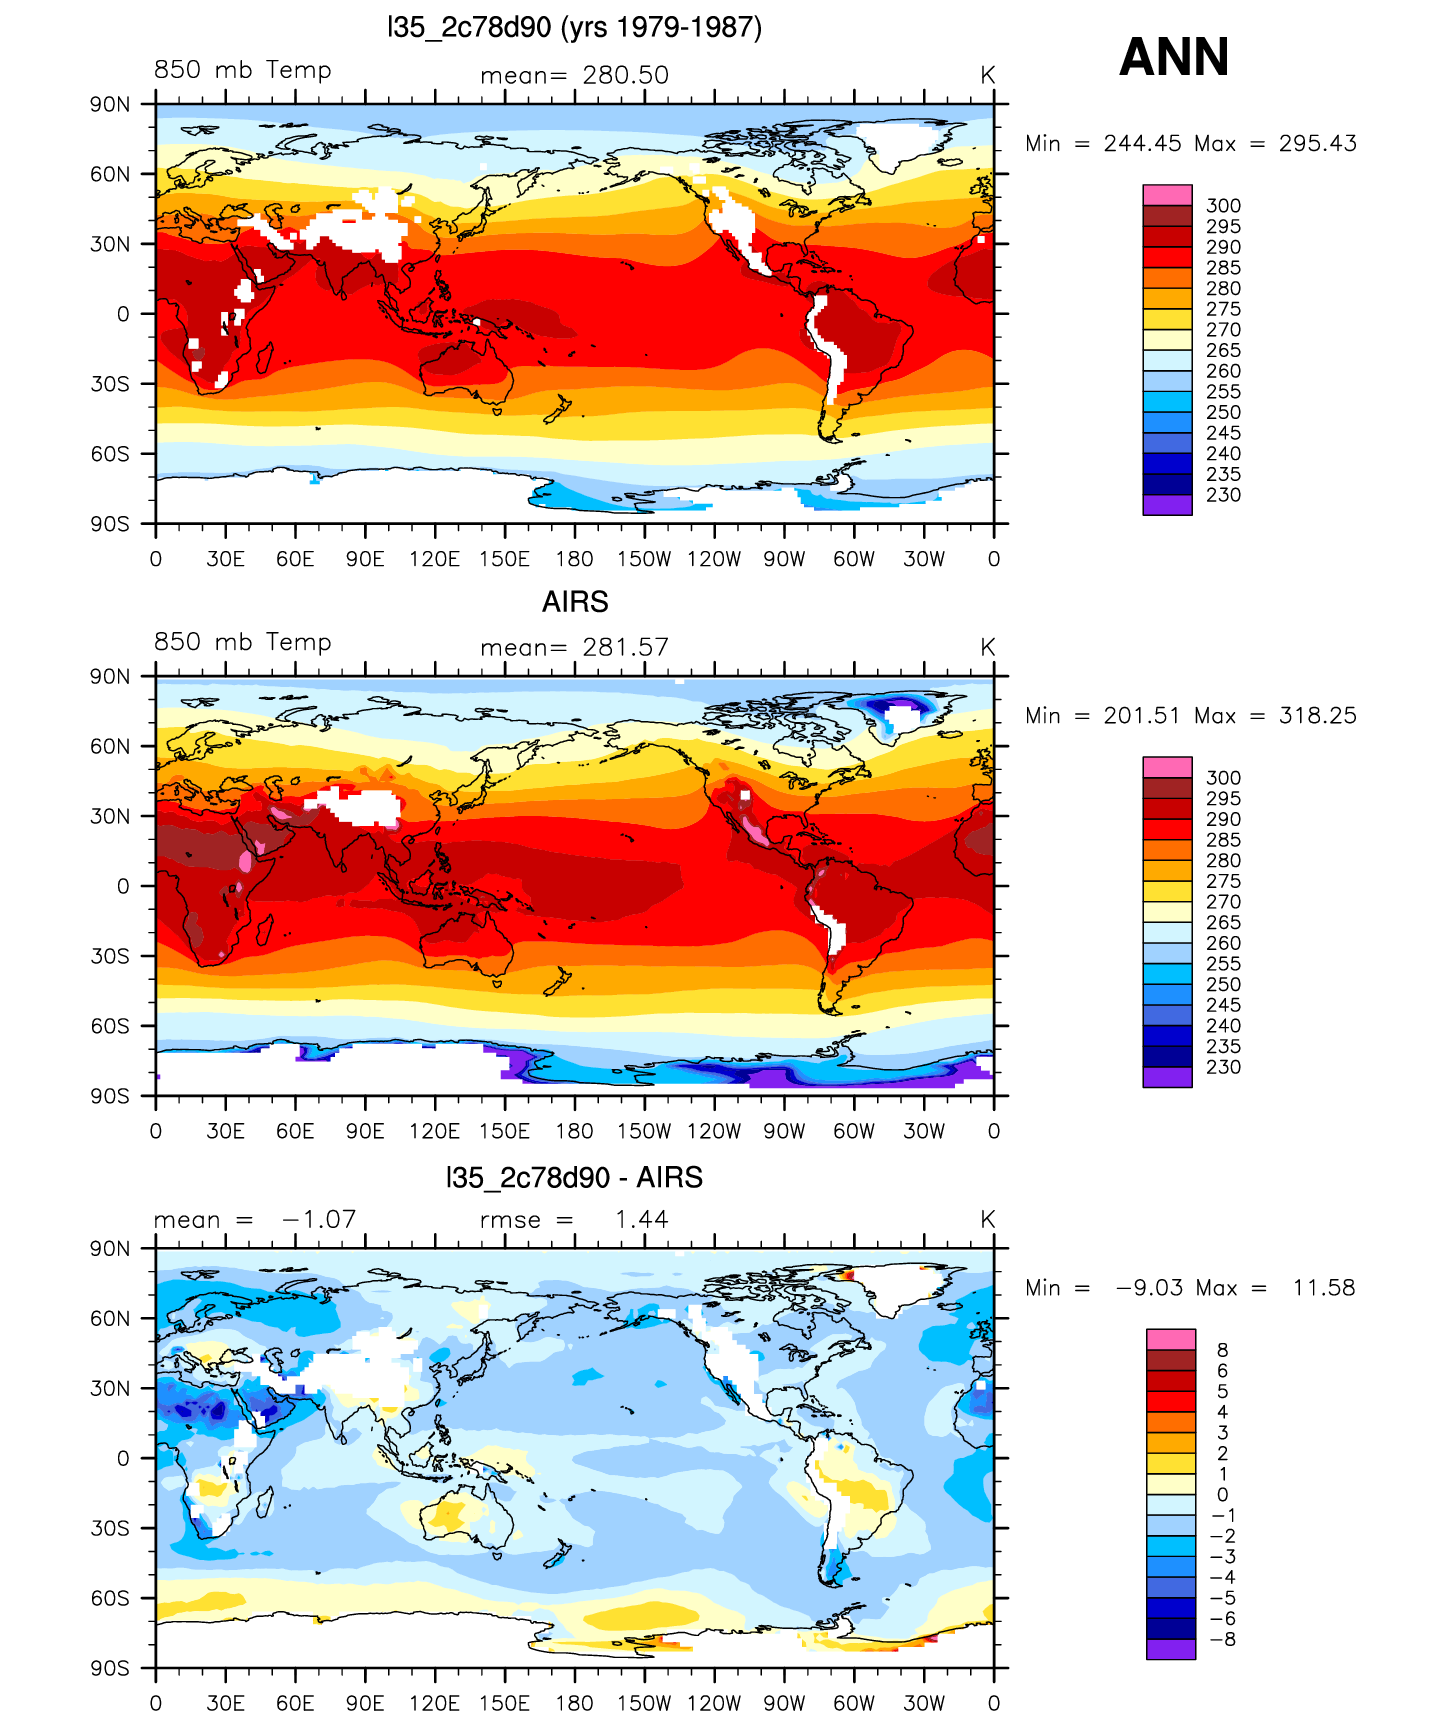 l35_2c78d90 (yrs 1979-1987)
ANN
850 mb Temp mean= 280.50 K
Min = 244.45 Max = 295.43
90N
60N
30N
0
30S
60S
90S
0 30E 60E 90E 120E 150E 180 150W 120W 90W 60W 30W 0
300
295
290
285
280
275
270
265
260
255
250
245
240
235
230
AIRS
850 mb Temp mean= 281.57 K
Min = 201.51 Max = 318.25
90N
60N
30N
0
30S
60S
90S
0 30E 60E 90E 120E 150E 180 150W 120W 90W 60W 30W 0
300
295
290
285
280
275
270
265
260
255
250
245
240
235
230
l35_2c78d90 - AIRS
mean = −1.07 rmse = 1.44 K
Min = −9.03 Max = 11.58
90N
60N
30N
0
30S
60S
90S
0 30E 60E 90E 120E 150E 180 150W 120W 90W 60W 30W 0
8
6
5
4
3
2
1
0
−1
−2
−3
−4
−5
−6
−8